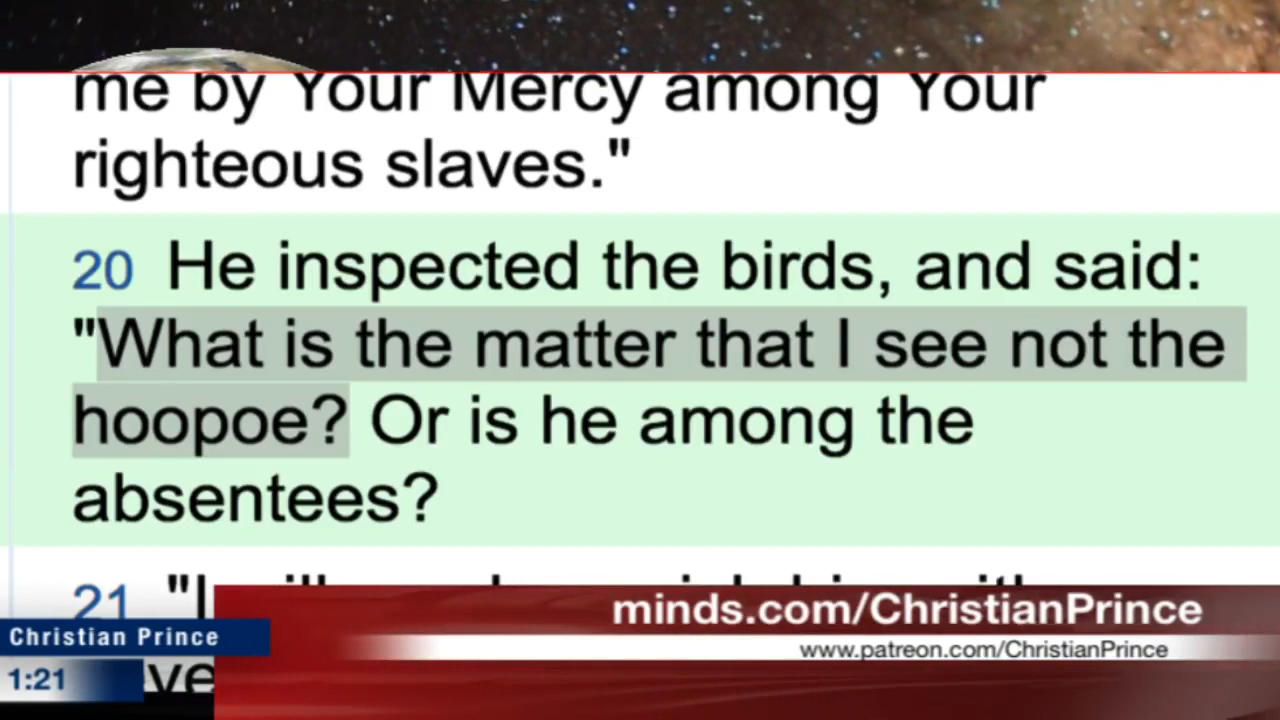 me by Your Mercy among Your
righteous slaves."
20 He inspected the birds, and said:
"What is the matter that I see not the
hoopoe? Or is he among the
absentees?
21 "I
minds.com/ChristianPrince
Christian Prince
www.patreon.com/ChristianPrince
1:21
ve